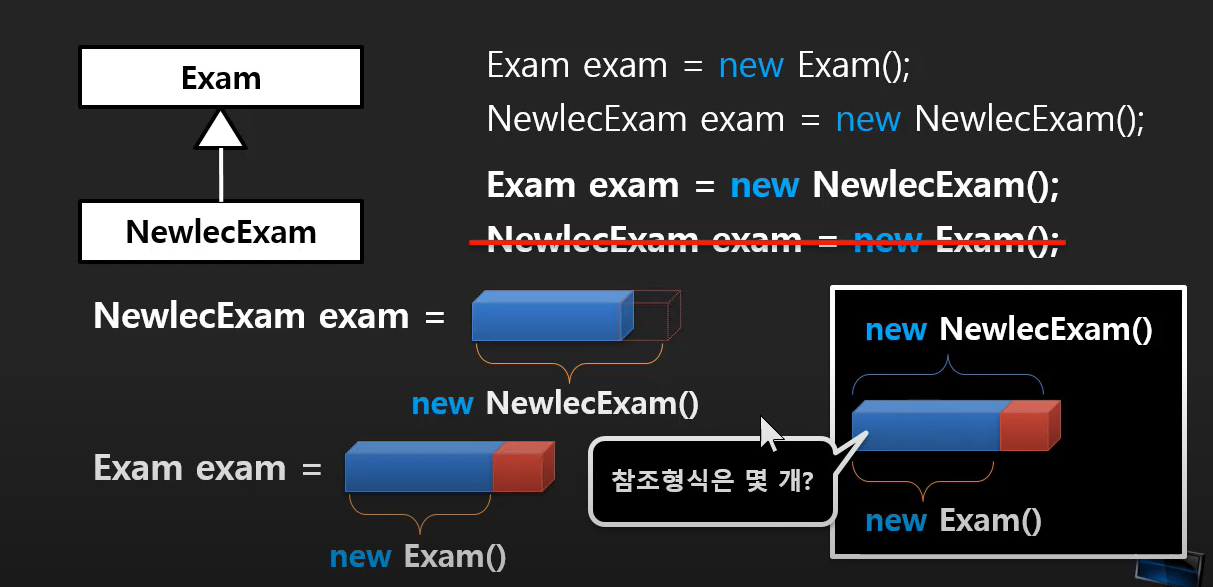 Exam
NewlecExam
Exam exam = new Exam();
NewlecExam exam = new NewlecExam();
Exam exam = new NewlecExam();
NewlecExam exam = new Exam();
NewlecExam exam =
new NewlecExam()
Exam exam =
new Exam()
참조형식은 몇 개?
new NewlecExam()
new Exam()